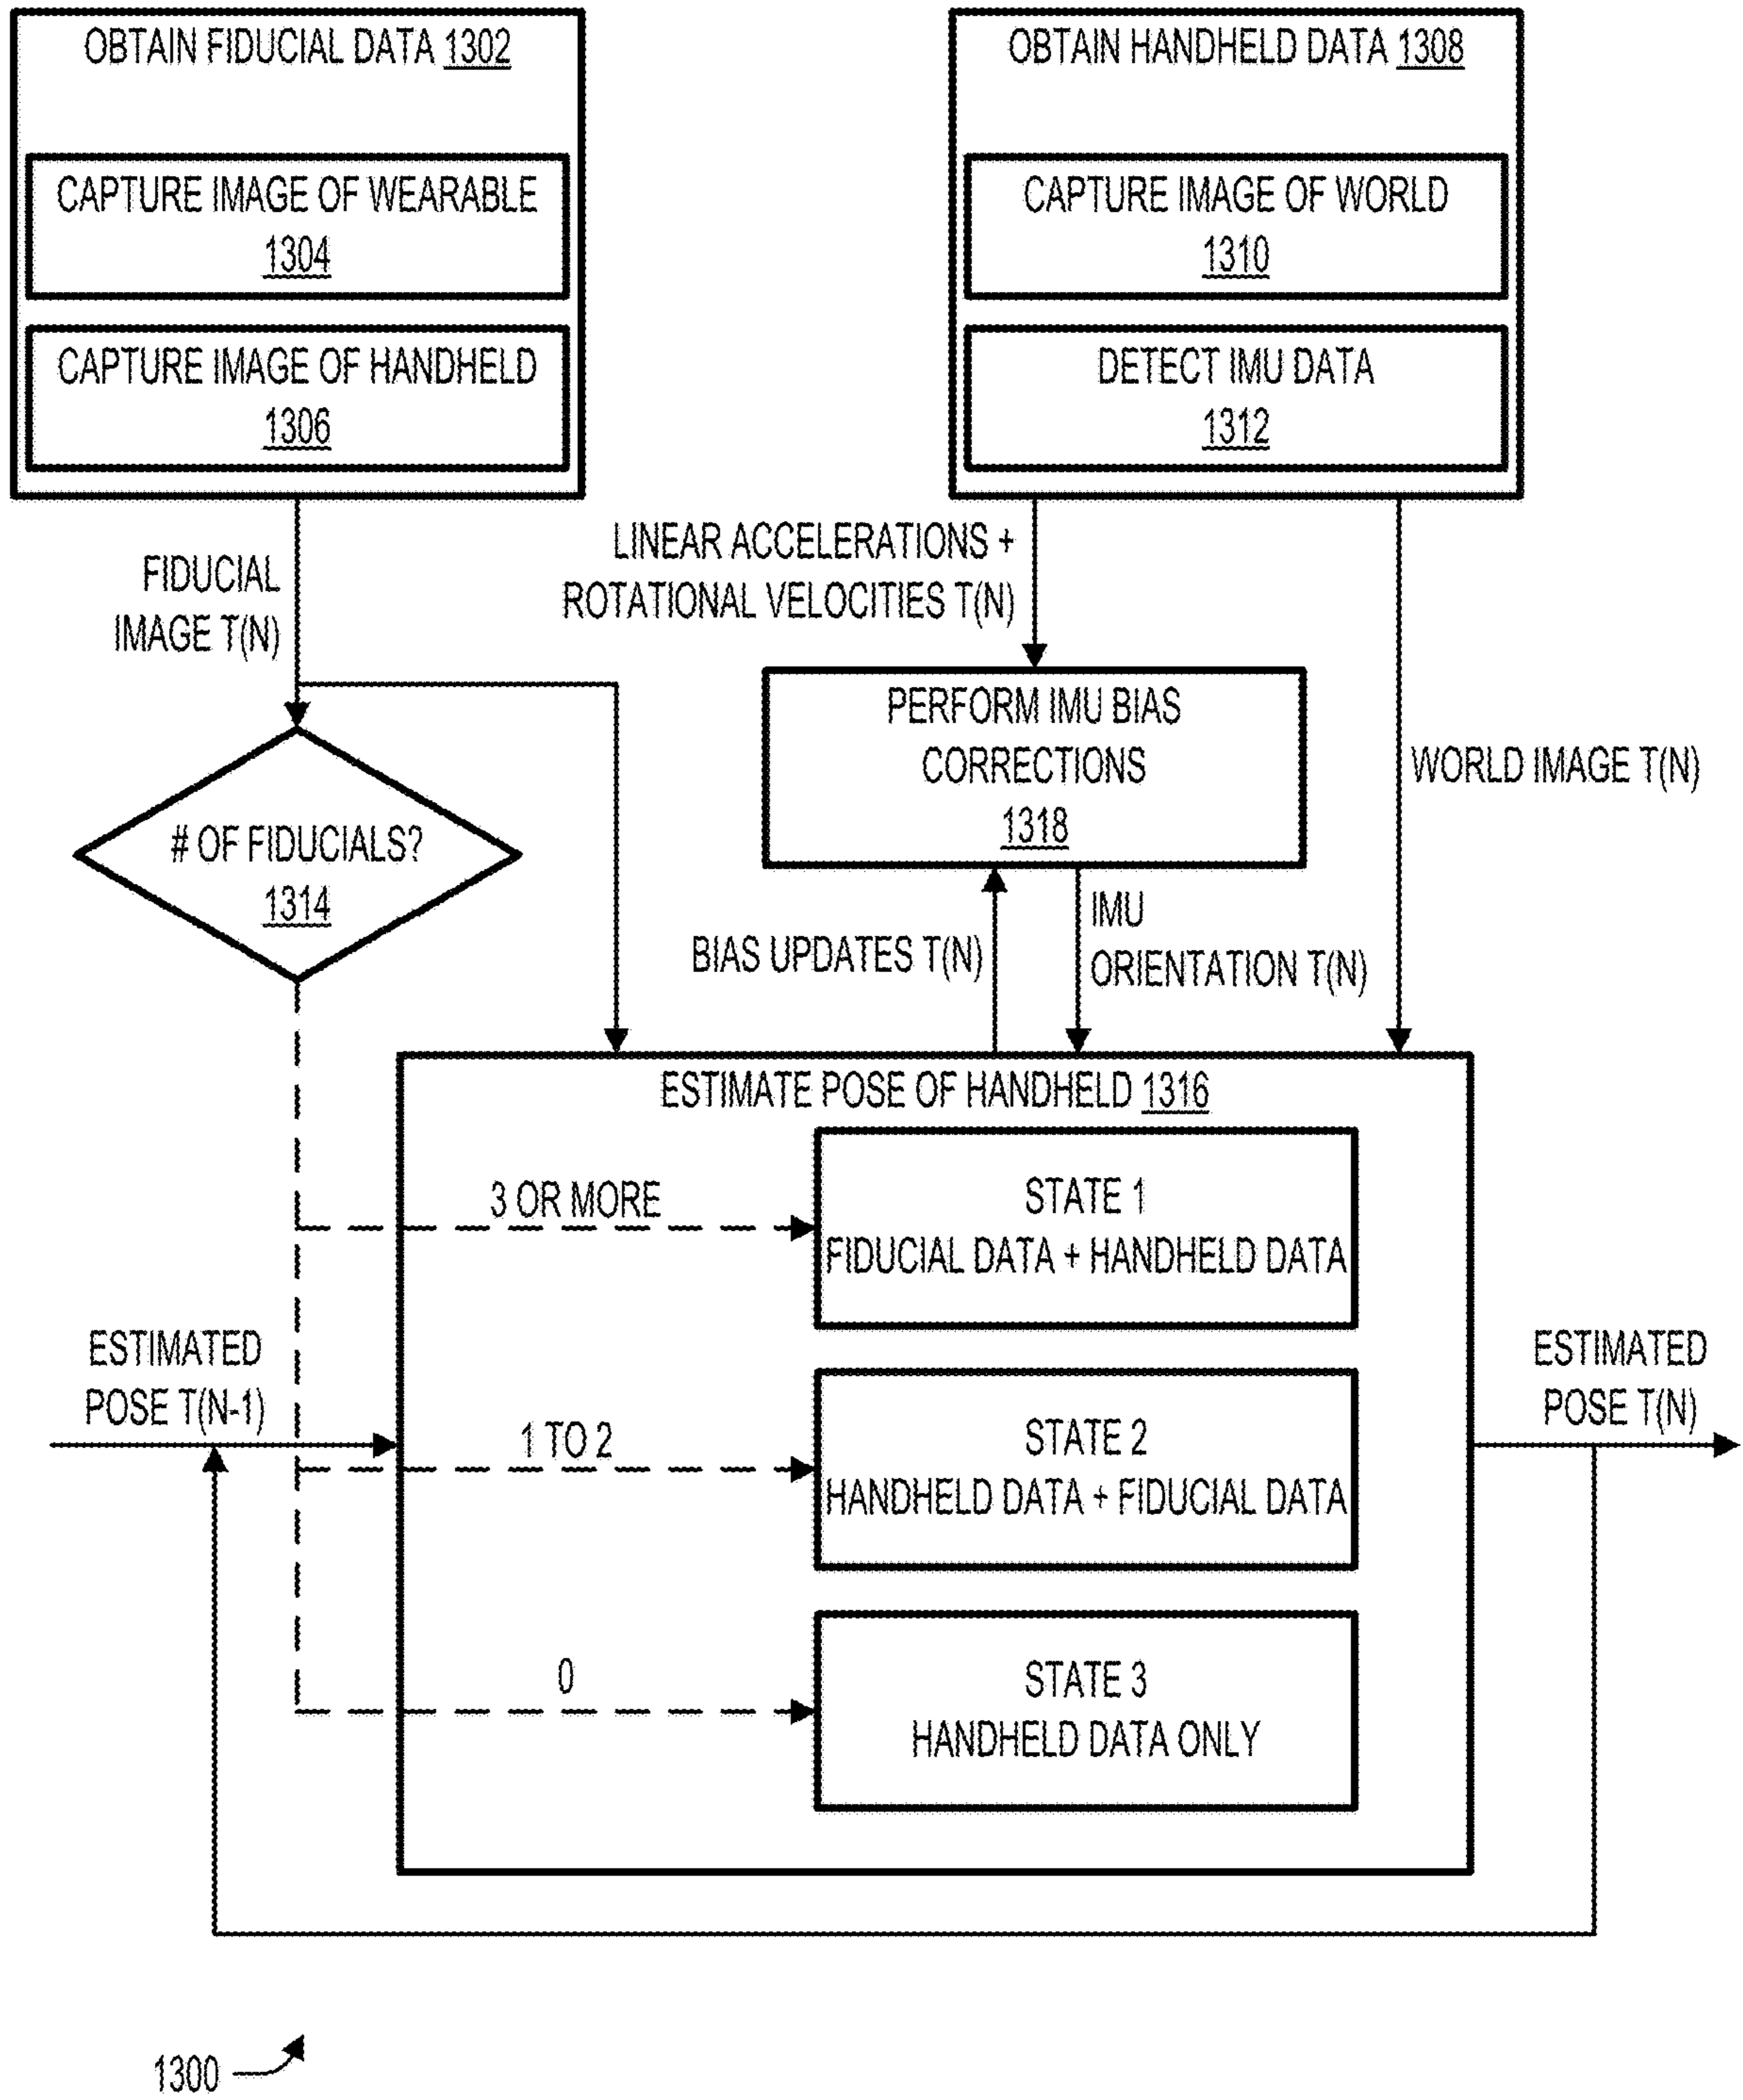 OBTAIN FIDUCIAL DATA 1302
CAPTURE IMAGE OF WEARABLE
1304
CAPTURE IMAGE OF HANDHELD
1306
OBTAIN HANDHELD DATA 1308
CAPTURE IMAGE OF WORLD
1310
DETECT IMU DATA
1312
FIDUCIAL
IMAGE T(N)
LINEAR ACCELERATIONS +
ROTATIONAL VELOCITIES T(N)
PERFORM IMU BIAS
CORRECTIONS
1318
WORLD IMAGE T(N)
# OF FIDUCIALS?
1314
BIAS UPDATES T(N)
IMU
ORIENTATION T(N)
ESTIMATE POSE OF HANDHELD 1316
3 OR MORE
STATE 1
FIDUCIAL DATA + HANDHELD DATA
ESTIMATED
POSE T(N-1)
1 TO 2
STATE 2
HANDHELD DATA + FIDUCIAL DATA
ESTIMATED
POSE T(N)
0
STATE 3
HANDHELD DATA ONLY
1300